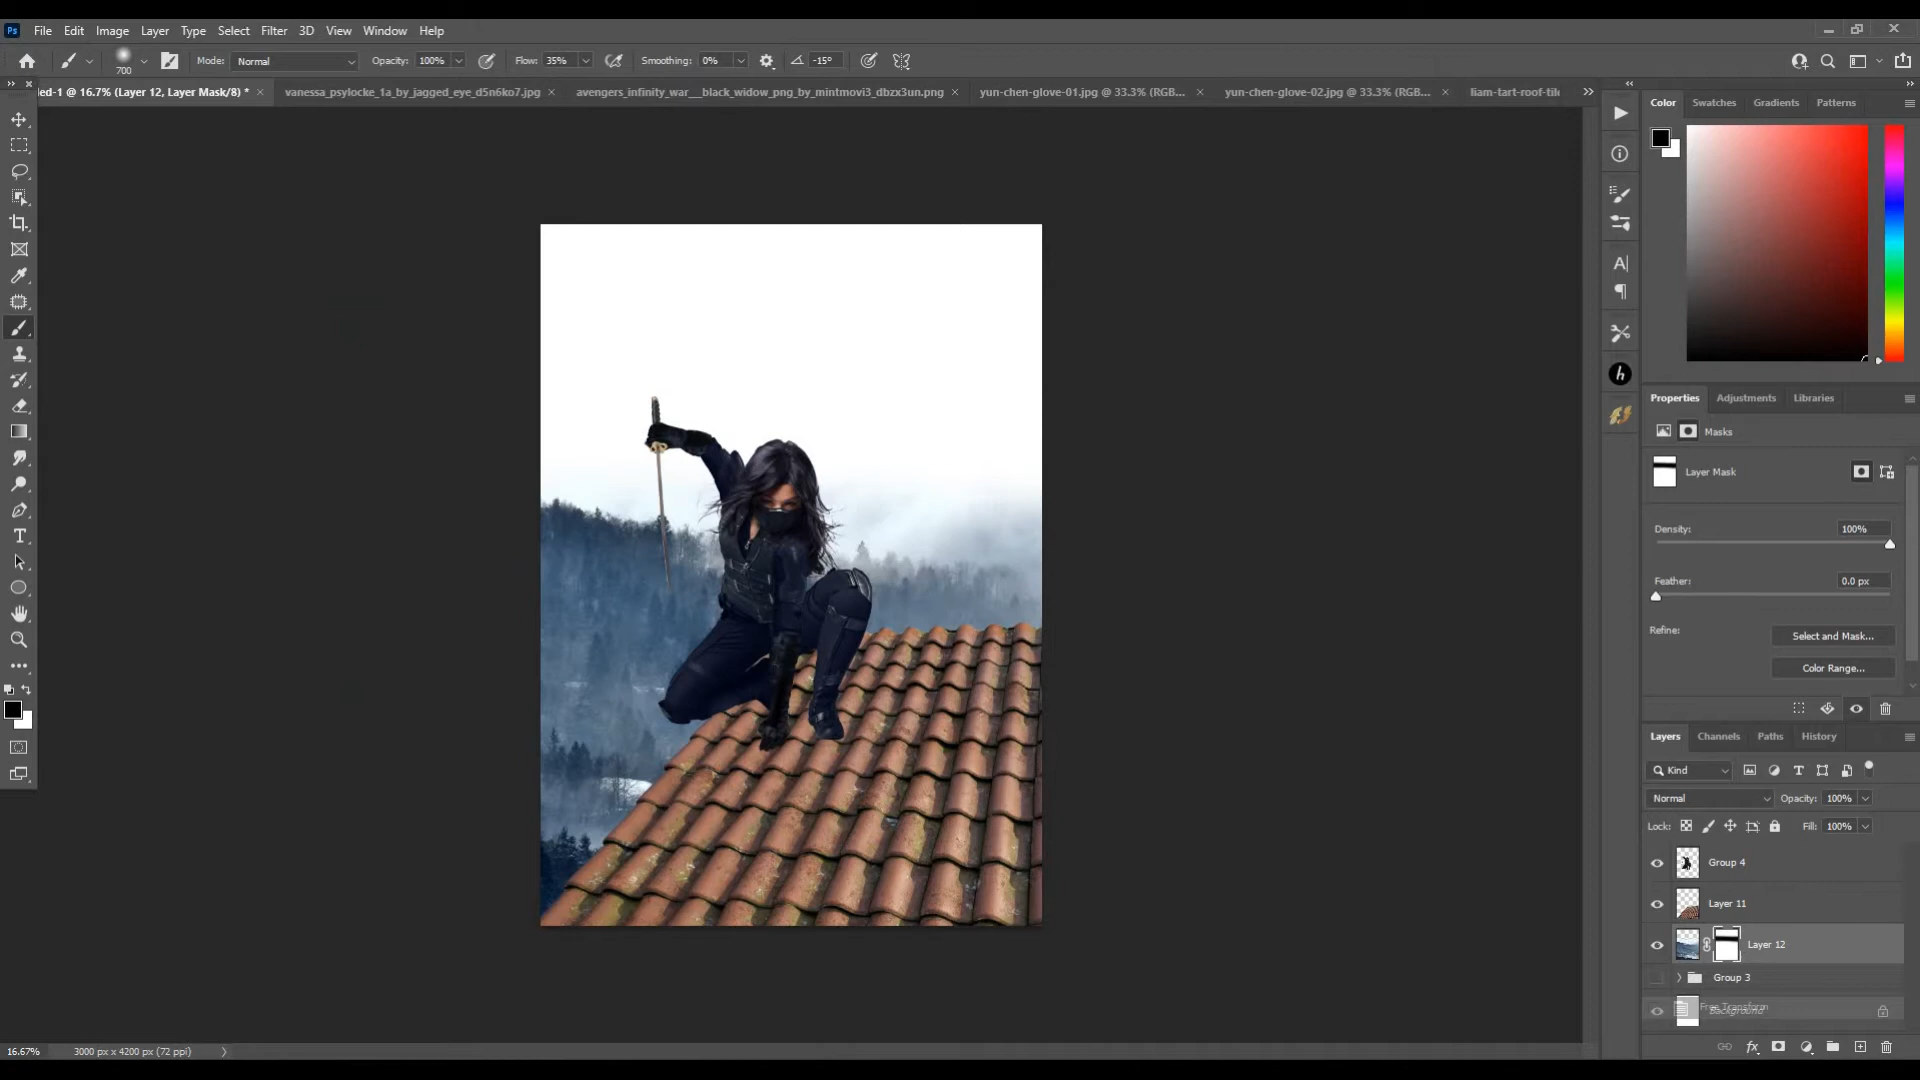 Ps File Edit Image Layer Type Select Filter 3D View Window Help
700 Mode: Normal Opacity: 100% Flow: 35% Smoothing: 0% -15°
ed-1 @ 16.7% (Layer 12, Layer Mask/8) * vanessa_psylocke_1a_by_jagged_eye_d5n6ko7.jpg avengers_infinity_war__black_widow_png_by_mintmovi3_dbzx3un.png yun-chen-glove-01.jpg @ 33.3% (RGB... yun-chen-glove-02.jpg @ 33.3% (RGB... liam-tart-roof-tile
Color Swatches Gradients Patterns
Properties Adjustments Libraries
Masks
Layer Mask
Density: 100%
Feather: 0.0 px
Refine: Select and Mask...
Color Range...
Layers Channels Paths History
Kind
Normal Opacity: 100%
Lock: Fill: 100%
Group 4
Layer 11
Layer 12
Group 3
Free Transform
Background
16.67% 3000 px x 4200 px (72 ppi)